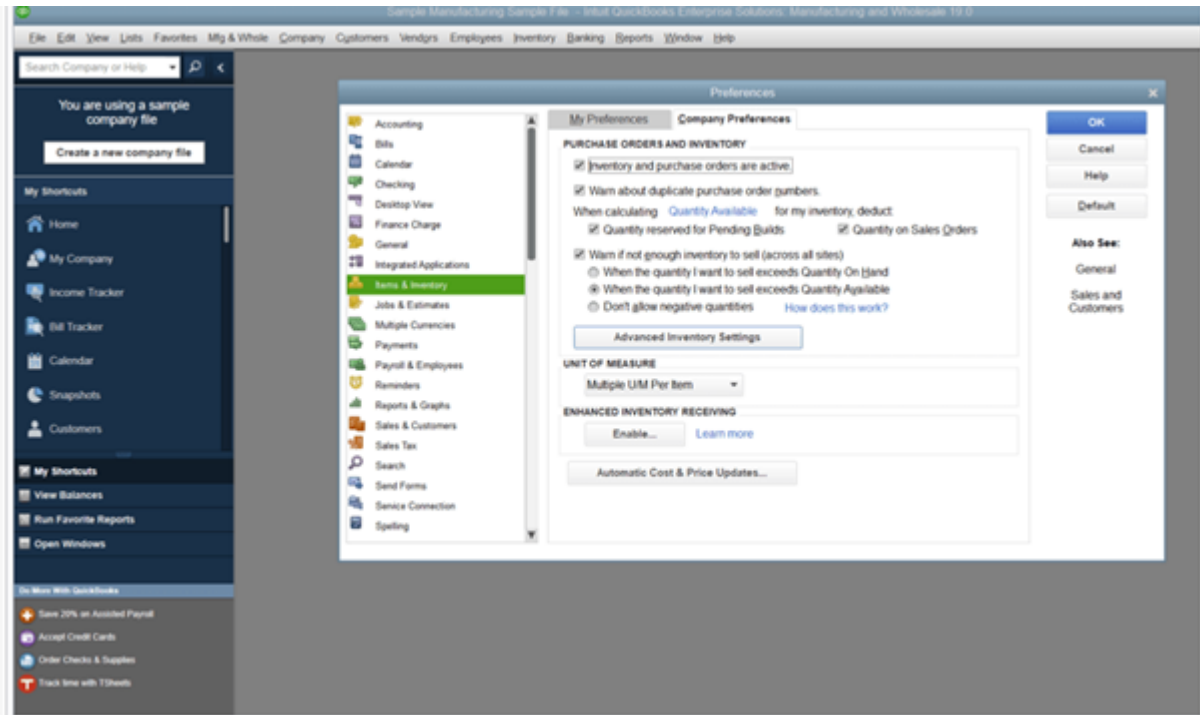 Sample Manufacturing Sample File - Intuit QuickBooks Enterprise Solutions: Manufacturing and Wholesale 19.0
File Edit View Lists Favorites Mfg & Whole Company Customers Vendors Employees Inventory Banking Reports Window Help
Search Company or Help
You are using a sample
company file
Create a new company file
My Shortcuts
Home
My Company
Income Tracker
Bill Tracker
Calendar
Snapshots
Customers
My Shortcuts
View Balances
Run Favorite Reports
Open Windows
Do More With QuickBooks
Save 20% on Assisted Payroll
Accept Credit Cards
Order Checks & Supplies
Track time with TSheets
Preferences
Accounting
Bills
Calendar
Checking
Desktop View
Finance Charge
General
Integrated Applications
Items & Inventory
Jobs & Estimates
Multiple Currencies
Payments
Payroll & Employees
Reminders
Reports & Graphs
Sales & Customers
Sales Tax
Search
Send Forms
Service Connection
Spelling
My Preferences Company Preferences
PURCHASE ORDERS AND INVENTORY
Inventory and purchase orders are active.
Warn about duplicate purchase order numbers.
When calculating Quantity Available for my inventory, deduct:
Quantity reserved for Pending Builds Quantity on Sales Orders
Warn if not enough inventory to sell (across all sites)
When the quantity I want to sell exceeds Quantity On Hand
When the quantity I want to sell exceeds Quantity Available
Don't allow negative quantities How does this work?
Advanced Inventory Settings
UNIT OF MEASURE
Multiple U/M Per Item
ENHANCED INVENTORY RECEIVING
Enable... Learn more
Automatic Cost & Price Updates...
OK
Cancel
Help
Default
Also See:
General
Sales and
Customers